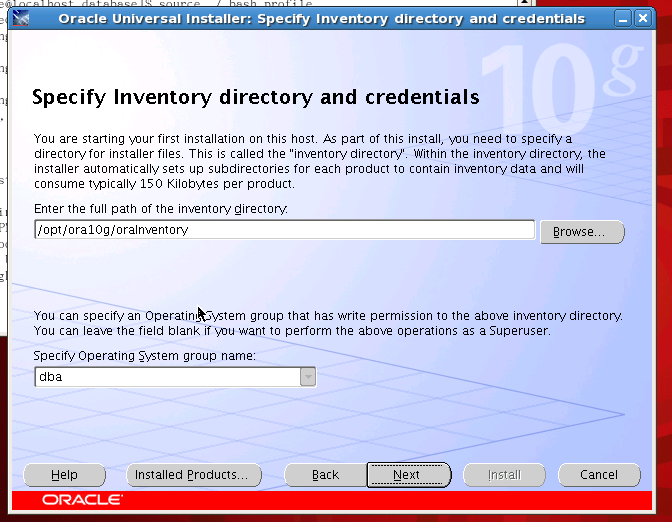 e@localhost database]$ source ./ bash_profile
Oracle Universal Installer: Specify Inventory directory and credentials
10g
Specify Inventory directory and credentials
You are starting your first installation on this host. As part of this install, you need to specify a
directory for installer files. This is called the "inventory directory". Within the inventory directory, the
installer automatically sets up subdirectories for each product to contain inventory data and will
consume typically 150 Kilobytes per product.
Enter the full path of the inventory directory:
/opt/ora10g/oraInventory
Browse...
You can specify an Operating System group that has write permission to the above inventory directory.
You can leave the field blank if you want to perform the above operations as a Superuser.
Specify Operating System group name:
dba
Help
Installed Products...
Back
Next
Install
Cancel
ORACLE